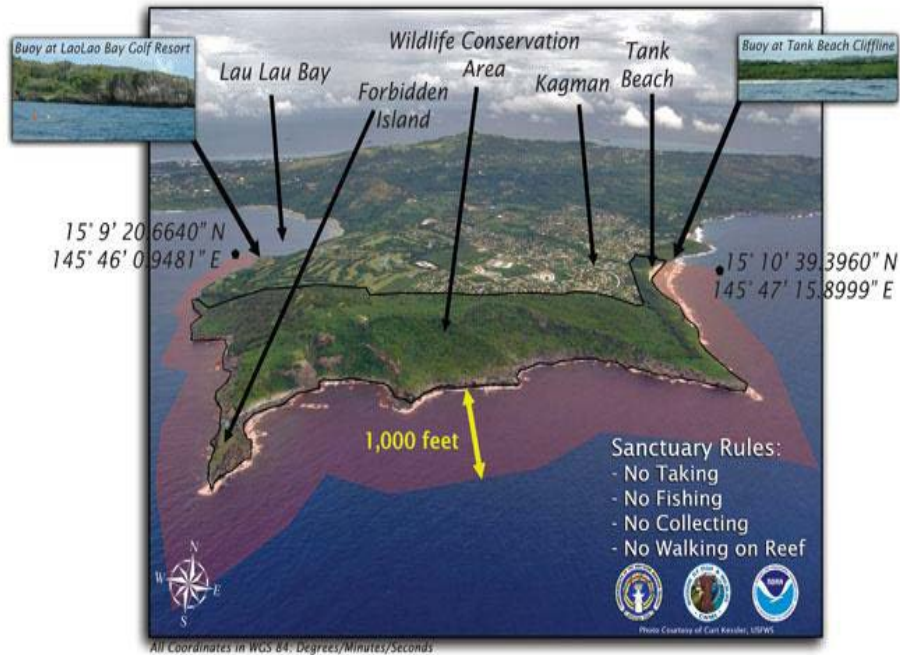 Buoy at LaoLao Bay Golf Resort
Lau Lau Bay
Forbidden
Island
Wildlife Conservation
Area
Kagman
Tank
Beach
Buoy at Tank Beach Cliffline
15° 9' 20.6640" N
145° 46' 0.9481" E
15° 10' 39.3960" N
145° 47' 15.8999" E
1,000 feet
Sanctuary Rules:
- No Taking
- No Fishing
- No Collecting
- No Walking on Reef
N
W
E
S
NOAA
Photo Courtesy of Curt Kessler, USFWS
All Coordinates in WGS 84: Degrees/Minutes/Seconds